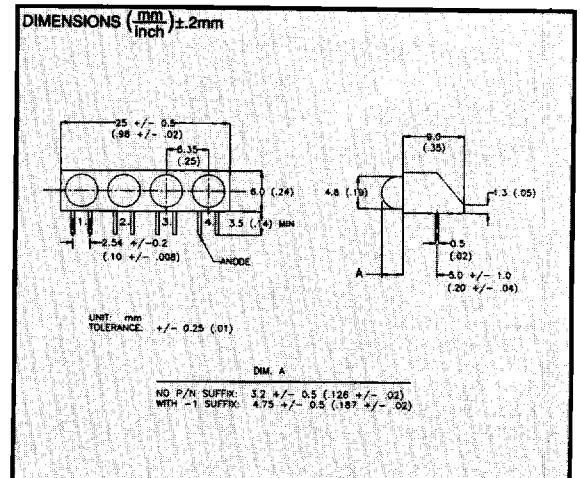 DIMENSIONS (mm/inch)±.2mm
25 +/- 0.5
(.98 +/- .02)
6.35
(.25)
6.0 (.24)
3.5 (.14) MIN
1
2
3
4
2.54 +/-0.2
(.10 +/- .008)
ANODE
9.0
(.35)
4.8 (.19)
1.3 (.05)
0.5
(.02)
A
5.0 +/- 1.0
(.20 +/- .04)
UNIT: mm
TOLERANCE: +/- 0.25 (.01)
DIM. A
NO P/N SUFFIX: 3.2 +/- 0.5 (.126 +/- .02)
WITH -1 SUFFIX: 4.75 +/- 0.5 (.187 +/- .02)